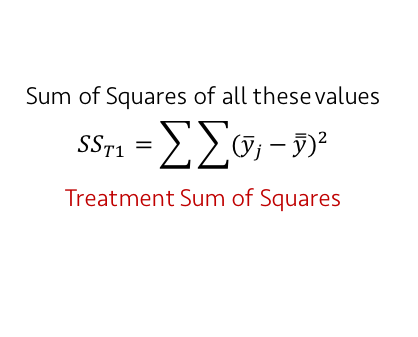 Sum of Squares of all these values
𝑆𝑆_{𝑇1} = ∑∑(ȳ_𝑗 − y̿)²
Treatment Sum of Squares